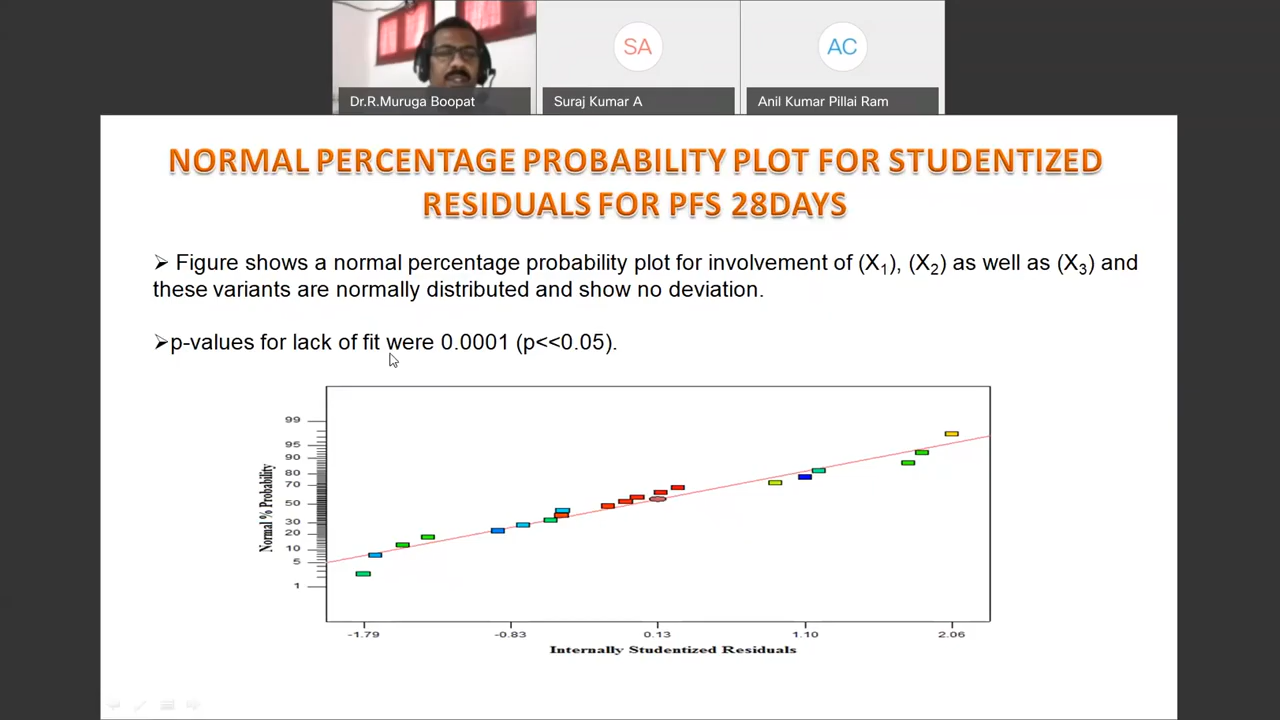 SA
AC
Dr.R.Muruga Boopat
Suraj Kumar A
Anil Kumar Pillai Ram
NORMAL PERCENTAGE PROBABILITY PLOT FOR STUDENTIZED
RESIDUALS FOR PFS 28DAYS
➢ Figure shows a normal percentage probability plot for involvement of (X₁), (X₂) as well as (X₃) and
these variants are normally distributed and show no deviation.
➢p-values for lack of fit were 0.0001 (p<<0.05).
Normal % Probability
99
95
90
80
70
50
30
20
10
5
1
-1.79
-0.83
0.13
1.10
2.06
Internally Studentized Residuals